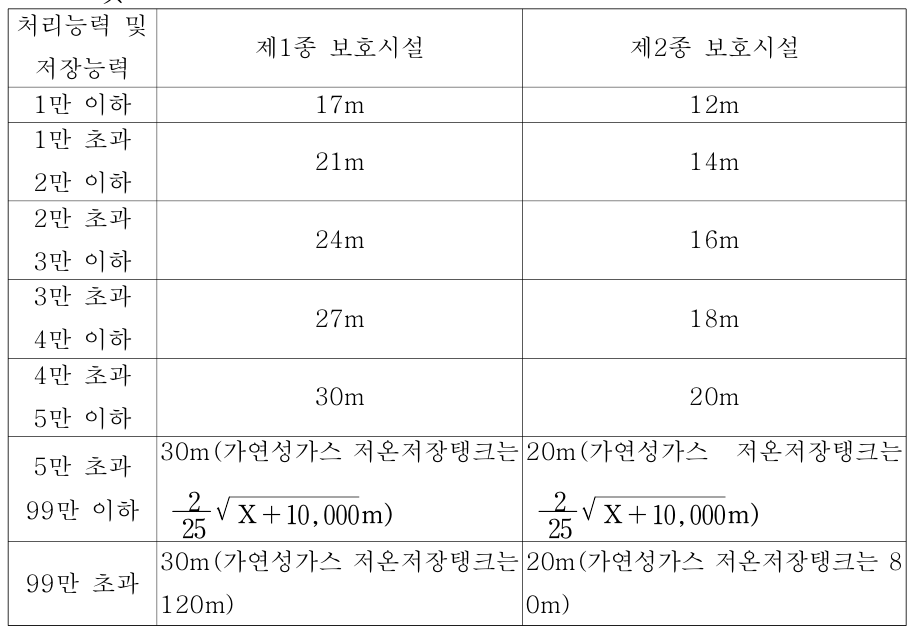 처리능력 및
저장능력
제1종 보호시설
제2종 보호시설
1만 이하
17m
12m
1만 초과
2만 이하
21m
14m
2만 초과
3만 이하
24m
16m
3만 초과
4만 이하
27m
18m
4만 초과
5만 이하
30m
20m
5만 초과
99만 이하
30m(가연성가스 저온저장탱크는
2/25√X+10,000m)
20m(가연성가스 저온저장탱크는
2/25√X+10,000m)
99만 초과
30m(가연성가스 저온저장탱크는
120m)
20m(가연성가스 저온저장탱크는 8
0m)